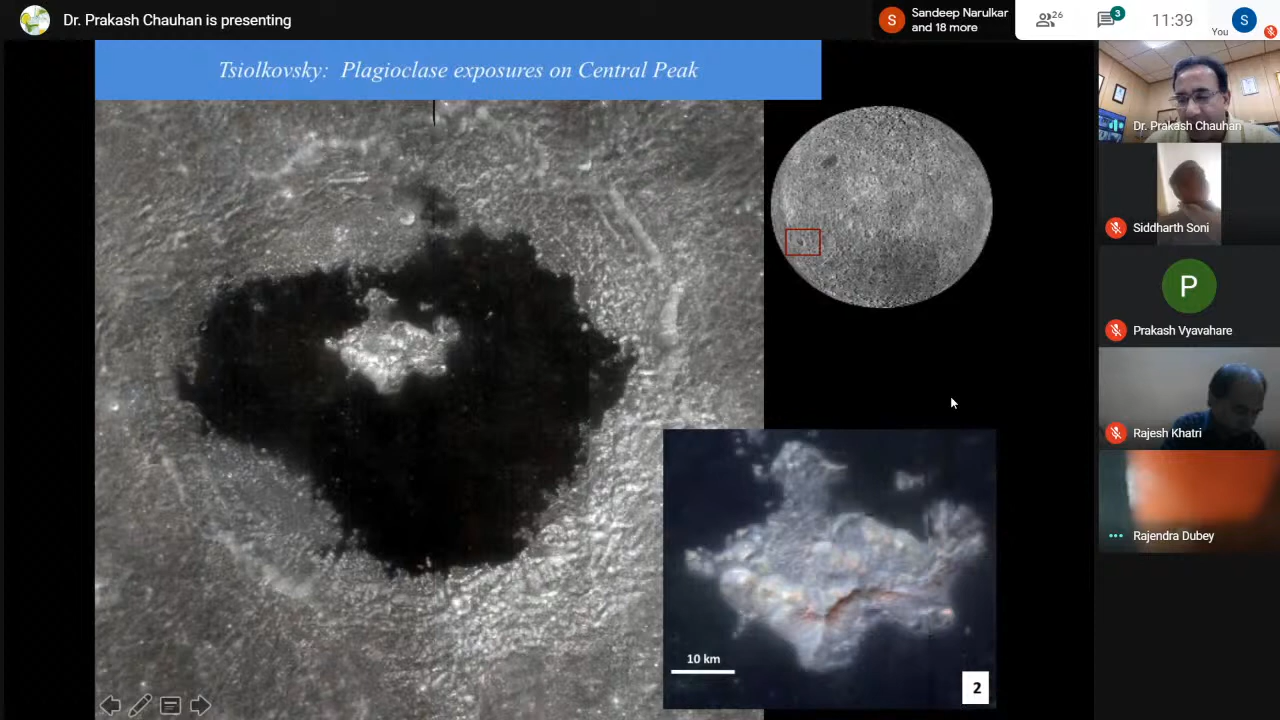 Dr. Prakash Chauhan is presenting
S
Sandeep Narulkar
and 18 more
26
3
11:39
You
S
Tsiolkovsky: Plagioclase exposures on Central Peak
Dr. Prakash Chauhan
Siddharth Soni
P
Prakash Vyavahare
Rajesh Khatri
Rajendra Dubey
10 km
2